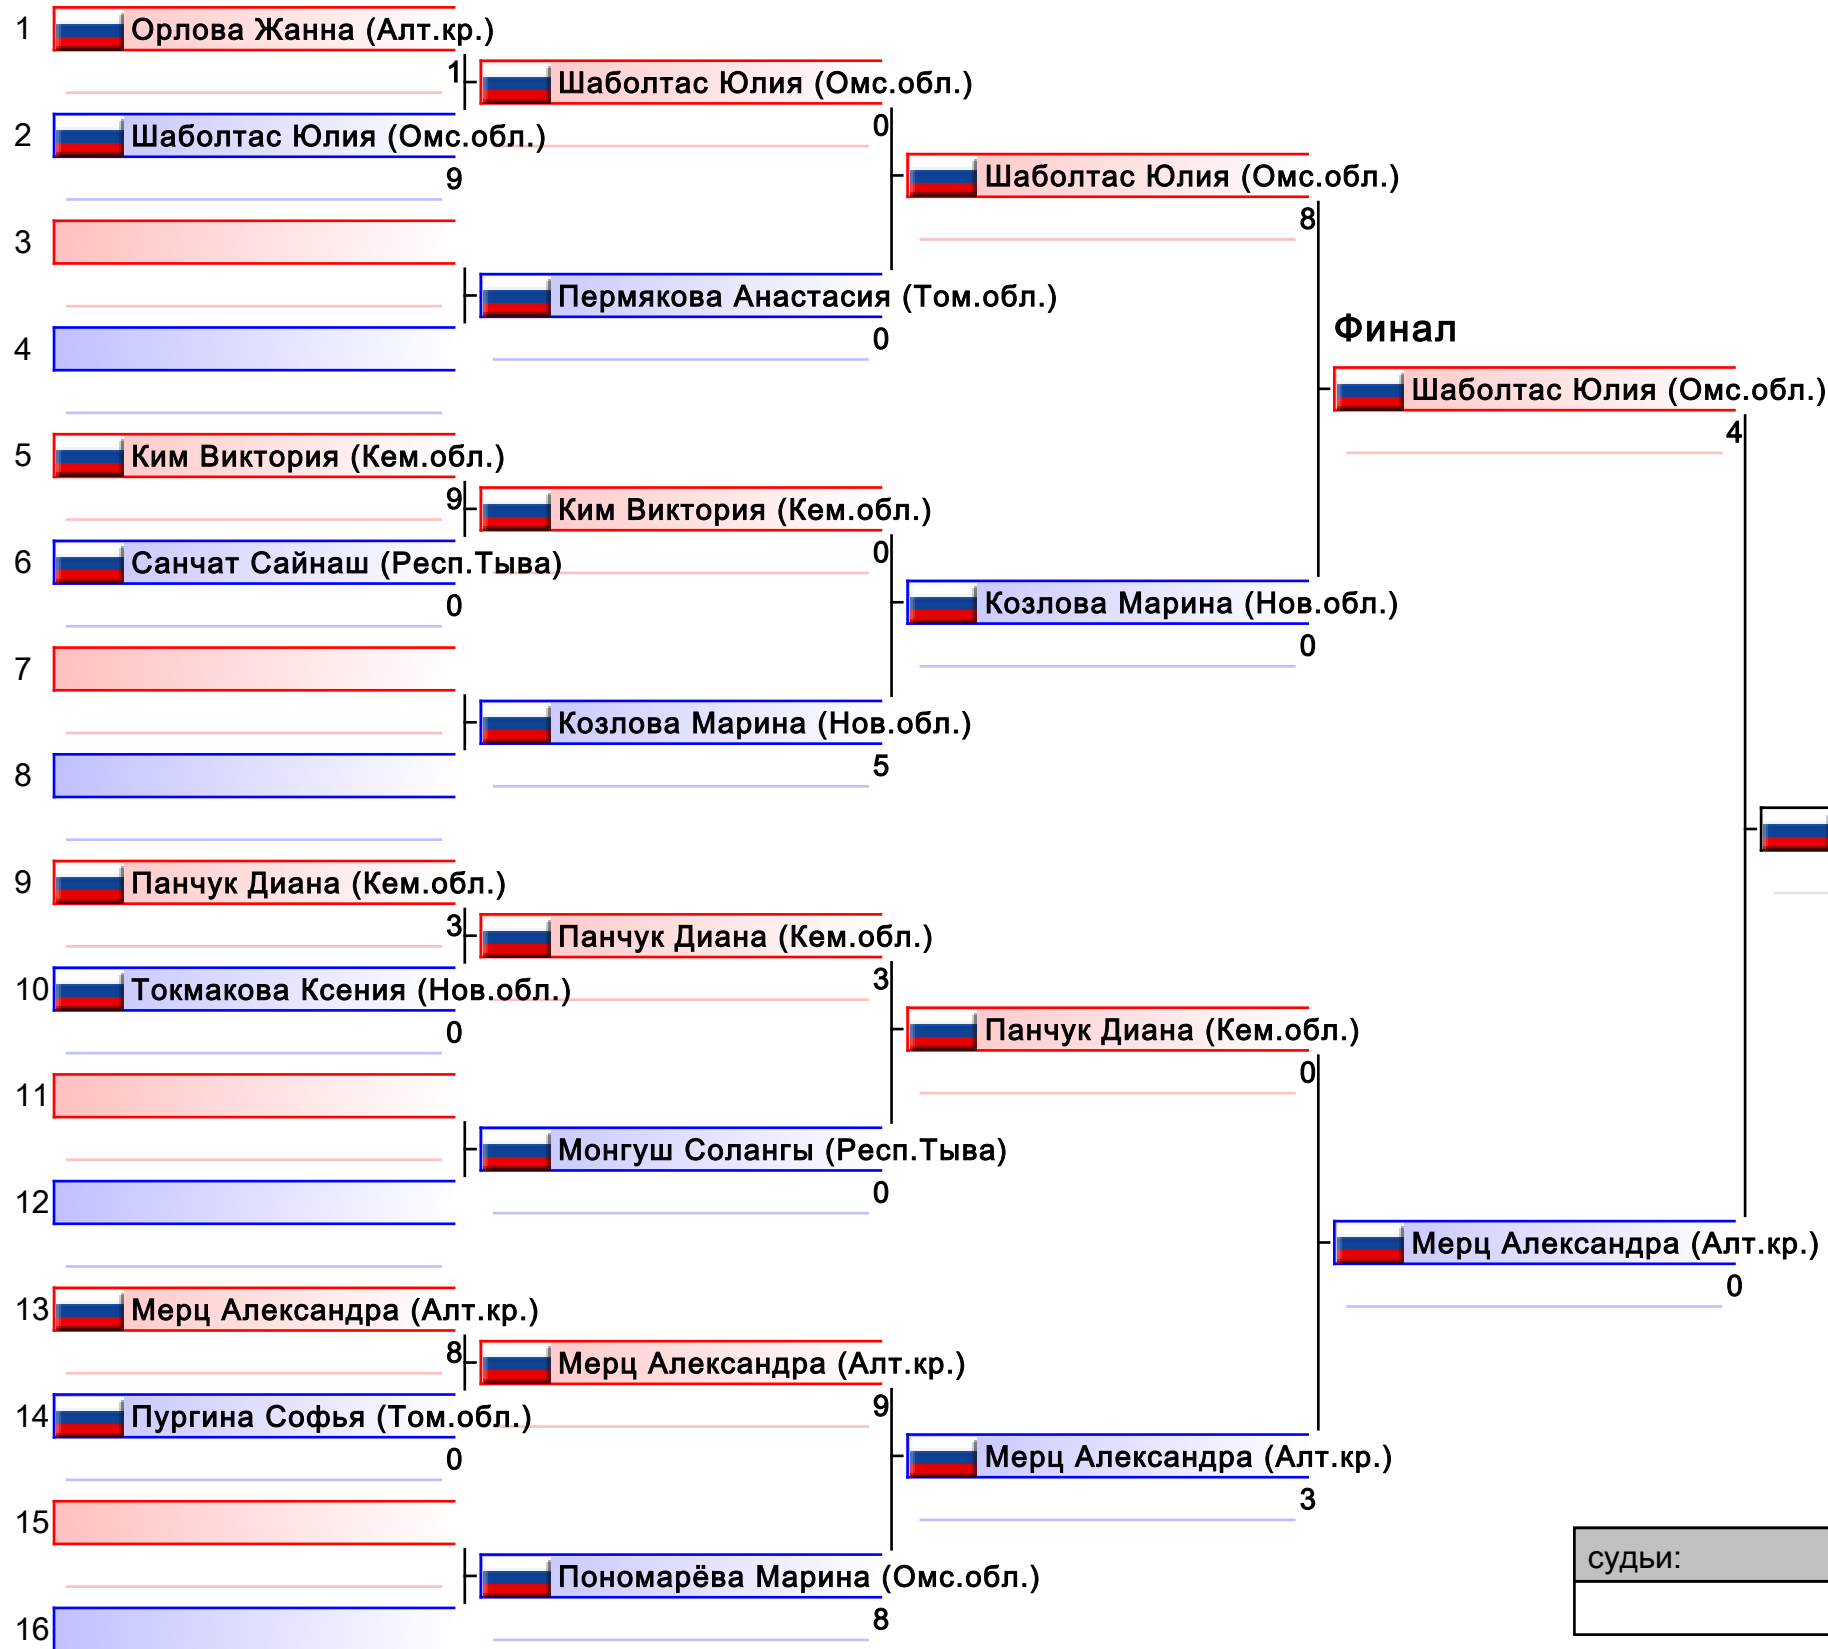 1 Орлова Жанна (Алт.кр.)
1 Шаболтас Юлия (Омс.обл.)
2 Шаболтас Юлия (Омс.обл.)
0
9
Шаболтас Юлия (Омс.обл.)
8
3
Пермякова Анастасия (Том.обл.)
0
4
Финал
Шаболтас Юлия (Омс.обл.)
4
5 Ким Виктория (Кем.обл.)
9 Ким Виктория (Кем.обл.)
6 Санчат Сайнаш (Респ.Тыва)
0
0
Козлова Марина (Нов.обл.)
0
7
Козлова Марина (Нов.обл.)
5
8
9 Панчук Диана (Кем.обл.)
3 Панчук Диана (Кем.обл.)
10 Токмакова Ксения (Нов.обл.)
3
0
Панчук Диана (Кем.обл.)
0
11
Монгуш Солангы (Респ.Тыва)
0
12
Мерц Александра (Алт.кр.)
0
13 Мерц Александра (Алт.кр.)
8 Мерц Александра (Алт.кр.)
14 Пургина Софья (Том.обл.)
9
0
Мерц Александра (Алт.кр.)
3
15
Пономарёва Марина (Омс.обл.)
8
16
судьи: